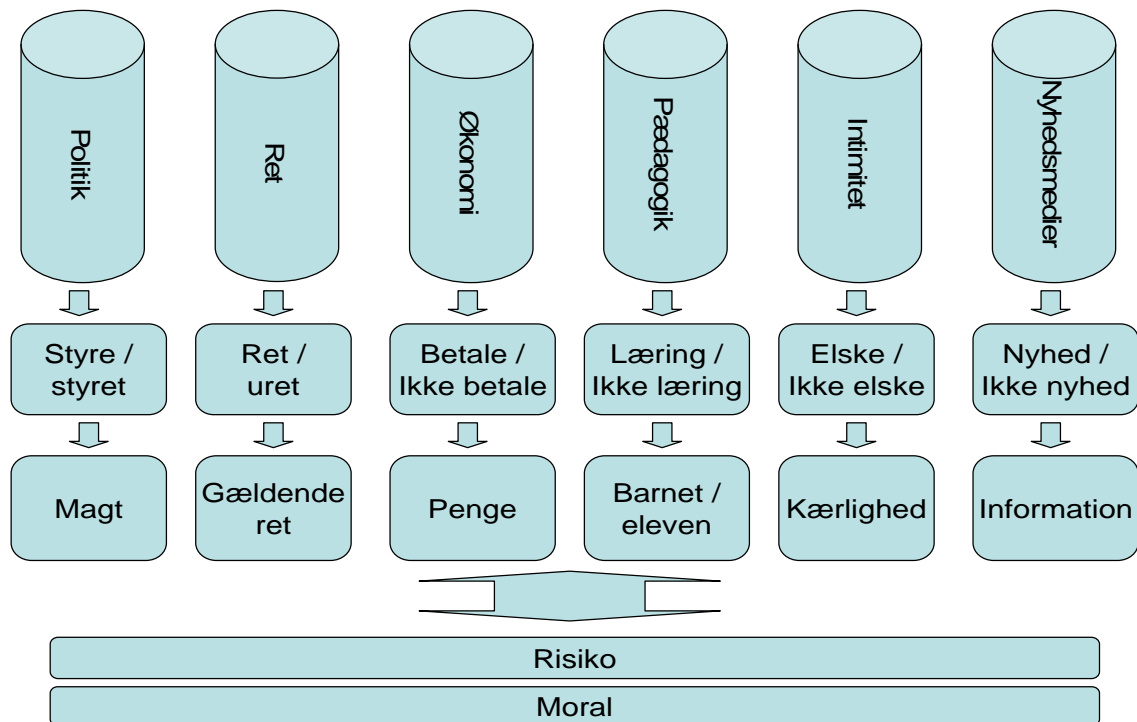 Politik
Ret
Økonomi
Pædagogik
Intimitet
Nyhedsmedier
Styre /
styret
Ret /
uret
Betale /
Ikke betale
Læring /
Ikke læring
Elske /
Ikke elske
Nyhed /
Ikke nyhed
Magt
Gældende
ret
Penge
Barnet /
eleven
Kærlighed
Information
Risiko
Moral